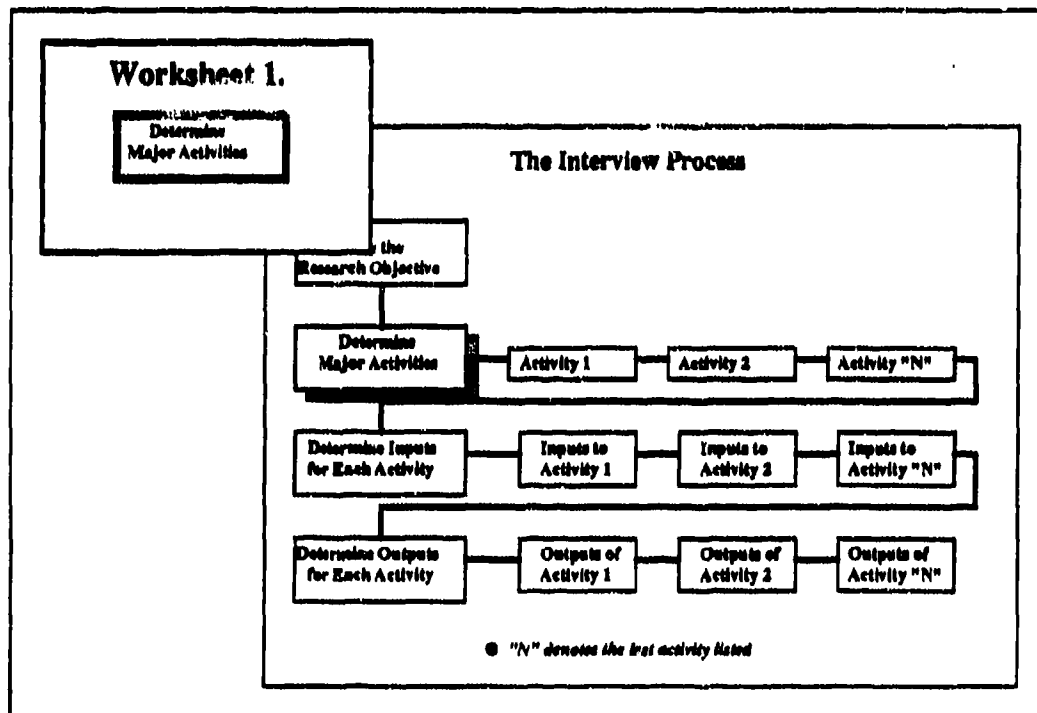 Worksheet 1.
Determine
Major Activities
The Interview Process
the
Research Objective
Determine
Major Activities
Activity 1
Activity 2
Activity "N"
Determine Inputs
for Each Activity
Inputs to
Activity 1
Inputs to
Activity 2
Inputs to
Activity "N"
Determine Outputs
for Each Activity
Outputs of
Activity 1
Outputs of
Activity 2
Outputs of
Activity "N"
"N" denotes the last activity listed